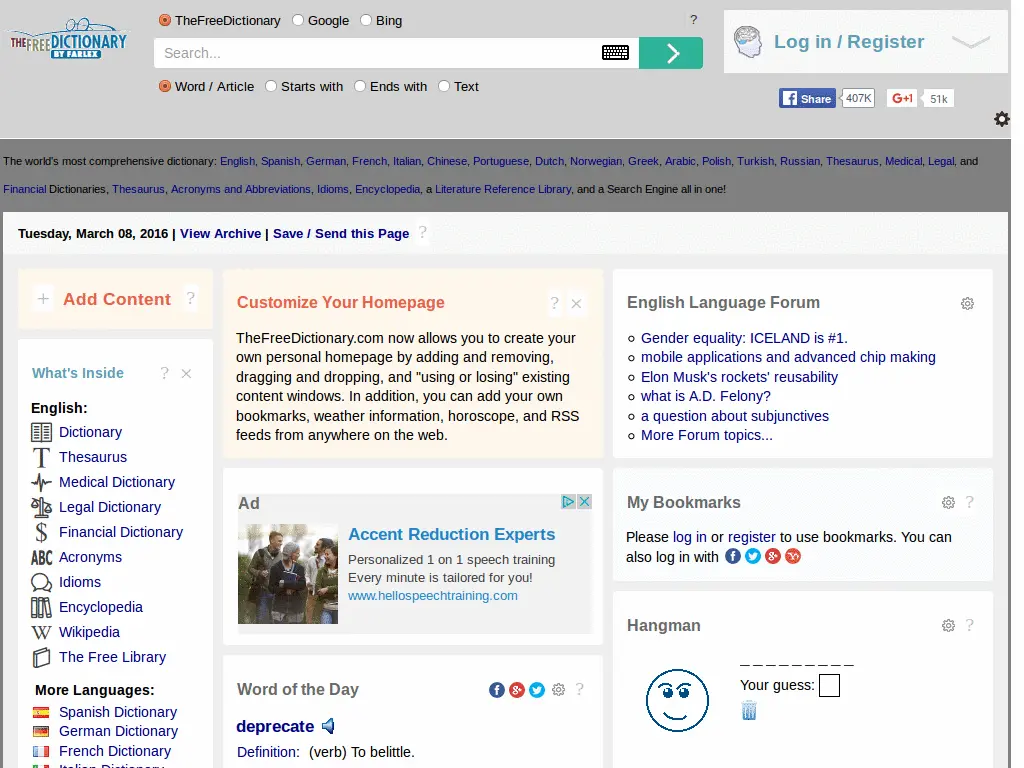 THEFREEDICTIONARY
BY FARLEX
TheFreeDictionary Google Bing
?
Search...
Word / Article Starts with Ends with Text
Log in / Register
Share 407K G+1 51k
The world's most comprehensive dictionary: English, Spanish, German, French, Italian, Chinese, Portuguese, Dutch, Norwegian, Greek, Arabic, Polish, Turkish, Russian, Thesaurus, Medical, Legal, and
Financial Dictionaries, Thesaurus, Acronyms and Abbreviations, Idioms, Encyclopedia, a Literature Reference Library, and a Search Engine all in one!
Tuesday, March 08, 2016 | View Archive | Save / Send this Page ?
+ Add Content ?
What's Inside ?
English:
Dictionary
T Thesaurus
Medical Dictionary
Legal Dictionary
$ Financial Dictionary
ABC Acronyms
Idioms
Encyclopedia
W Wikipedia
The Free Library
More Languages:
Spanish Dictionary
German Dictionary
French Dictionary
Italian Dictionary
Customize Your Homepage ?
TheFreeDictionary.com now allows you to create your
own personal homepage by adding and removing,
dragging and dropping, and "using or losing" existing
content windows. In addition, you can add your own
bookmarks, weather information, horoscope, and RSS
feeds from anywhere on the web.
Ad
Accent Reduction Experts
Personalized 1 on 1 speech training
Every minute is tailored for you!
www.hellospeechtraining.com
Word of the Day ?
deprecate
Definition: (verb) To belittle.
English Language Forum
Gender equality: ICELAND is #1.
mobile applications and advanced chip making
Elon Musk's rockets' reusability
what is A.D. Felony?
a question about subjunctives
More Forum topics...
My Bookmarks ?
Please log in or register to use bookmarks. You can
also log in with
Hangman ?
_ _ _ _ _ _ _ _ _
Your guess: